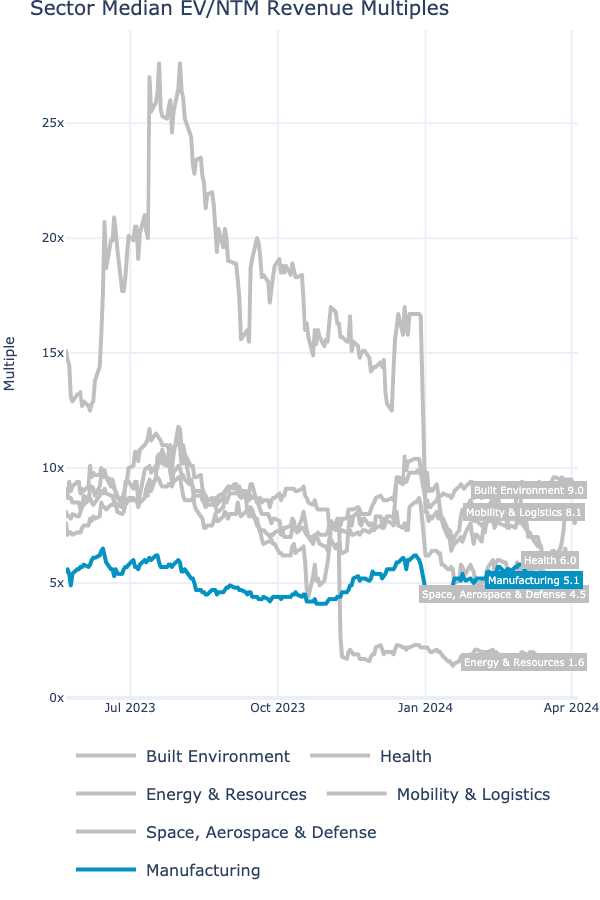 Sector Median EV/NTM Revenue Multiples
25x
20x
15x
10x
5x
0x
Multiple
Built Environment 9.0
Mobility & Logistics 8.1
Health 6.0
Manufacturing 5.1
Space, Aerospace & Defense 4.5
Energy & Resources 1.6
Jul 2023
Oct 2023
Jan 2024
Apr 2024
Built Environment
Health
Energy & Resources
Mobility & Logistics
Space, Aerospace & Defense
Manufacturing